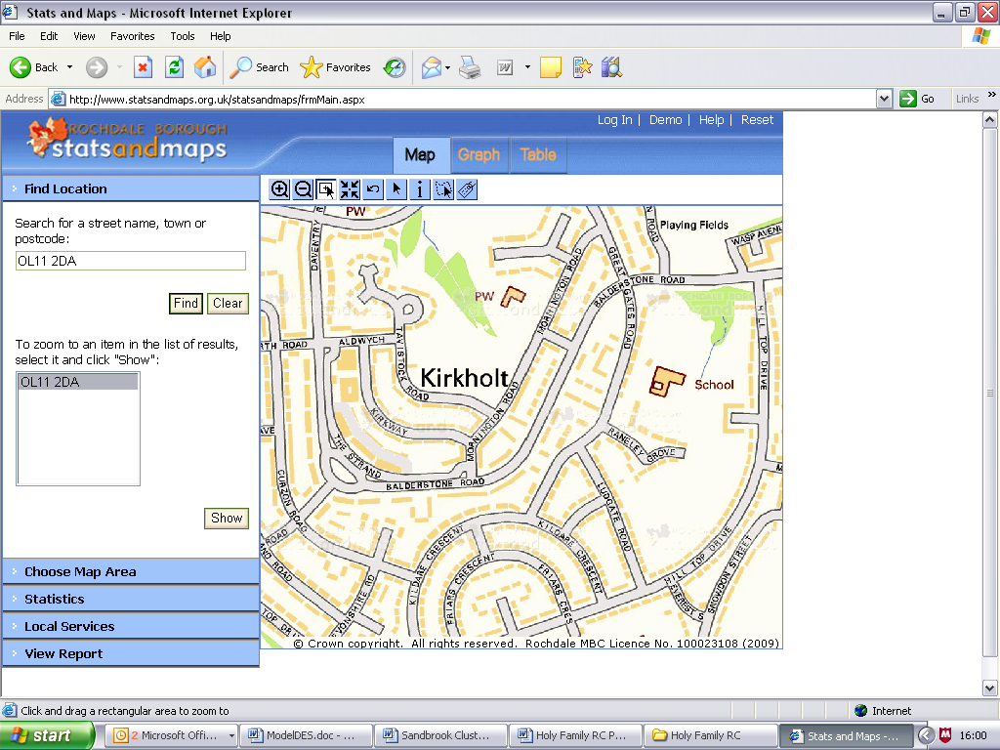 Stats and Maps - Microsoft Internet Explorer
File Edit View Favorites Tools Help
Back Search Favorites
Address http://www.statsandmaps.org.uk/statsandmaps/frmMain.aspx Go Links »
ROCHDALE BOROUGH
statsandmaps
Log In | Demo | Help | Reset
Map Graph Table
Find Location
Search for a street name, town or
postcode:
OL11 2DA
Find Clear
To zoom to an item in the list of results,
select it and click "Show":
OL11 2DA
Show
Choose Map Area
Statistics
Local Services
View Report
PW
DAVENTRY
Playing Fields
WASP AVENU
N ROAD
GREAT GATES ROAD
BALDERSTONE ROAD
PW
MORNINGTON ROAD
HILL TOP DRIVE
RTH ROAD
ALDWYCH
TAVISTOCK ROAD
Kirkholt
School
KIRKWAY
MORNINGTON ROAD
AVE
THE STRAND
RANELEY GROVE
BALDERSTONE ROAD
CURZON ROAD
LUDGATE ROAD
ROAD
AND ROAD
KILDARE CRESCENT
KILDARE CRESCENT
FRIARS CRESCENT
FRIARS CRES
HILL TOP DRIVE
SNOWDON STREET
EVEREST S
VONSHIRE RD
TOP DRI
© Crown copyright. All rights reserved. Rochdale MBC Licence No. 100023108 (2009)
Click and drag a rectangular area to zoom to Internet
start 2 Microsoft Offi... ModelDES.doc - ... Sandbrook Clust... Holy Family RC P... Holy Family RC Stats and Maps -... 16:00